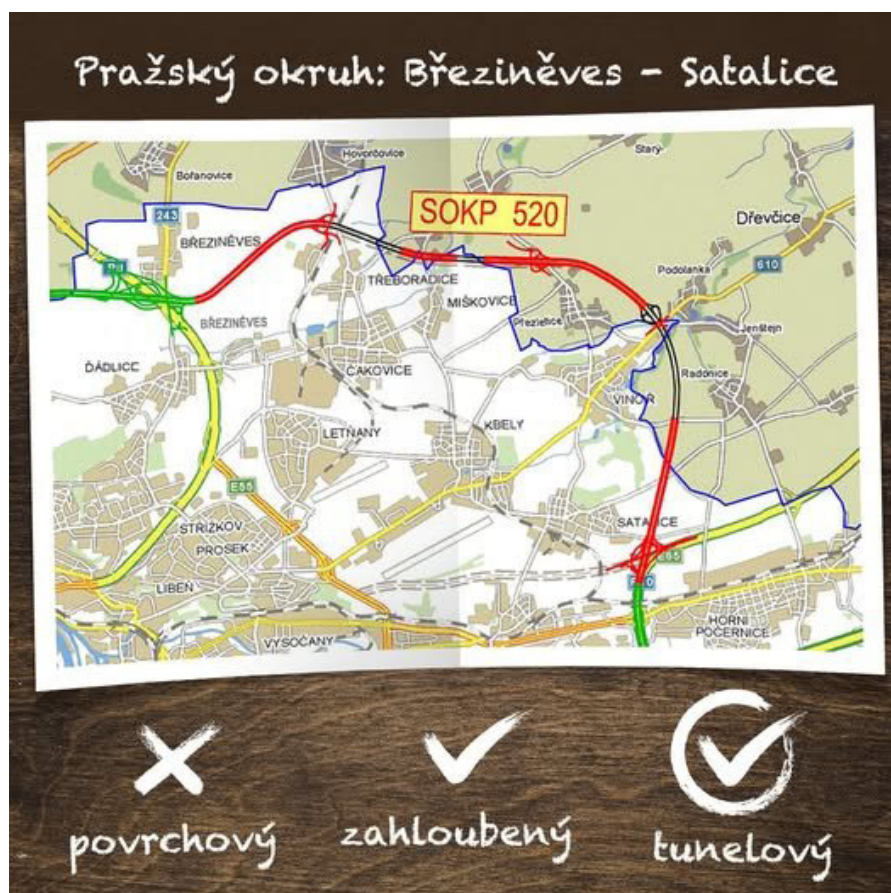 Pražský okruh: Březiněves - Satalice
Hovorčovice
Bořanovice
Starý
243
SOKP 520
Dřevčice
BŘEZINĚVES
TŘEBORADICE
Podolanka
610
MIŠKOVICE
BŘEZINĚVES
Přezletice
Jenštejn
ĎÁBLICE
ČAKOVICE
Radonice
VINOŘ
LETŇANY
KBELY
E55
STŘÍŽKOV
SATALICE
PROSEK
E65
LIBEŇ
HORNÍ
POČERNICE
VYSOČANY
povrchový
zahloubený
tunelový